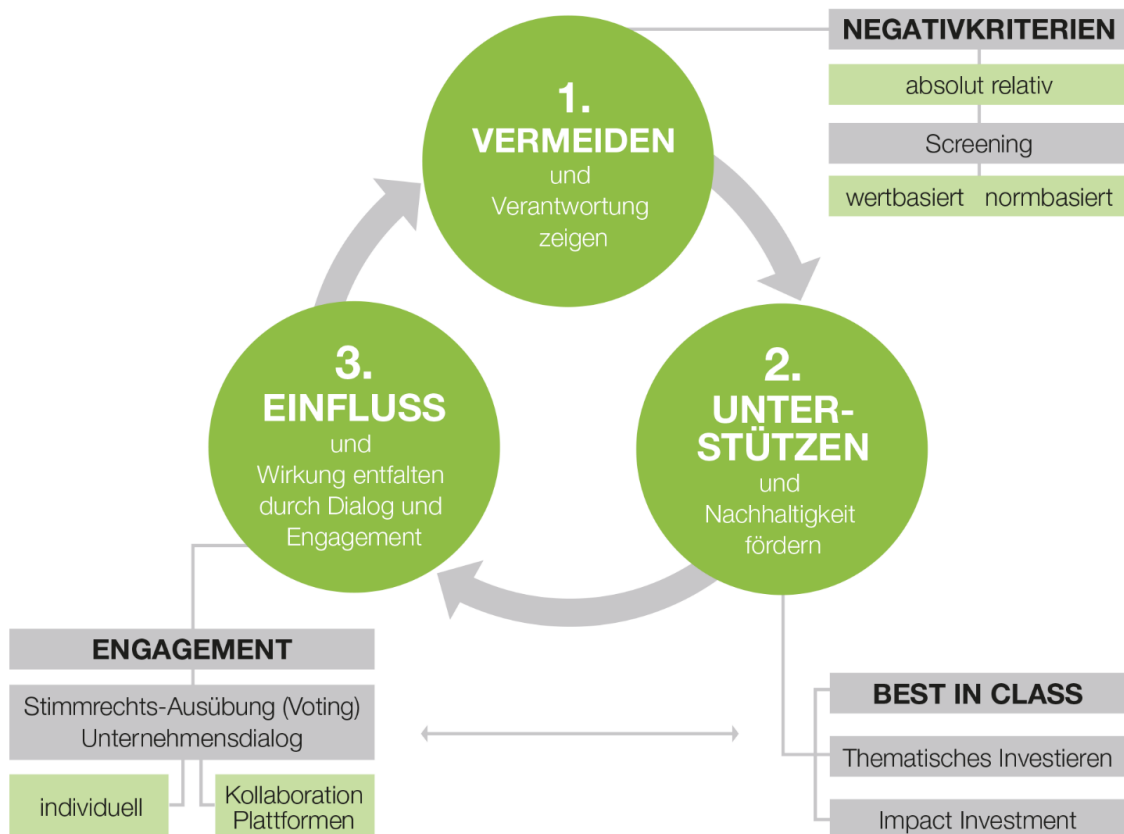 1.
VERMEIDEN
und
Verantwortung
zeigen
NEGATIVKRITERIEN
absolut relativ
Screening
wertbasiert normbasiert
2.
UNTER-
STÜTZEN
und
Nachhaltigkeit
fördern
BEST IN CLASS
Thematisches Investieren
Impact Investment
3.
EINFLUSS
und
Wirkung entfalten
durch Dialog und
Engagement
ENGAGEMENT
Stimmrechts-Ausübung (Voting)
Unternehmensdialog
individuell
Kollaboration
Plattformen